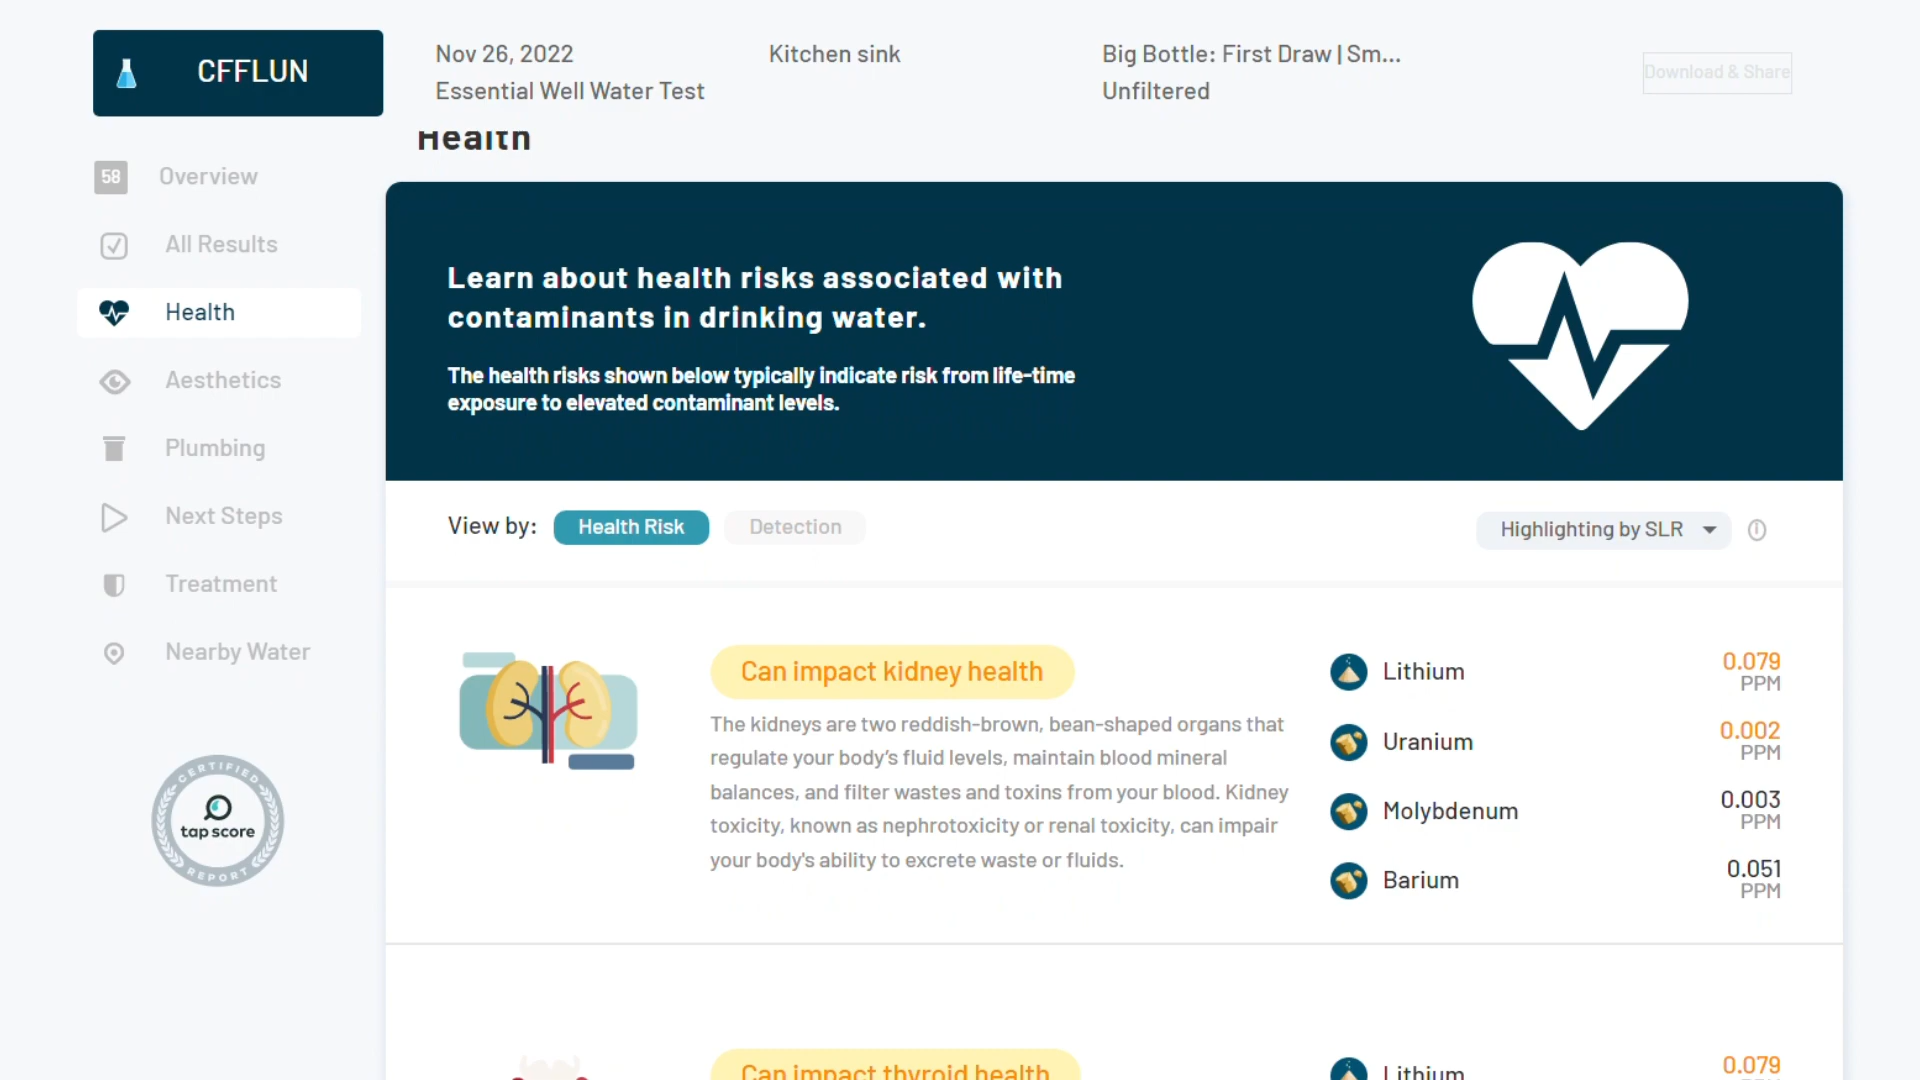 CFFLUN
Nov 26, 2022
Essential Well Water Test
Kitchen sink
Big Bottle: First Draw | Sm...
Unfiltered
Download & Share
58
Overview
All Results
Health
Aesthetics
Plumbing
Next Steps
Treatment
Nearby Water
CERTIFIED
tap score
REPORT
Health
Learn about health risks associated with
contaminants in drinking water.
The health risks shown below typically indicate risk from life-time
exposure to elevated contaminant levels.
View by:
Health Risk
Detection
Highlighting by SLR
Can impact kidney health
The kidneys are two reddish-brown, bean-shaped organs that
regulate your body’s fluid levels, maintain blood mineral
balances, and filter wastes and toxins from your blood. Kidney
toxicity, known as nephrotoxicity or renal toxicity, can impair
your body's ability to excrete waste or fluids.
Lithium
0.079
PPM
Uranium
0.002
PPM
Molybdenum
0.003
PPM
Barium
0.051
PPM
Can impact thyroid health
Lithium
0.079